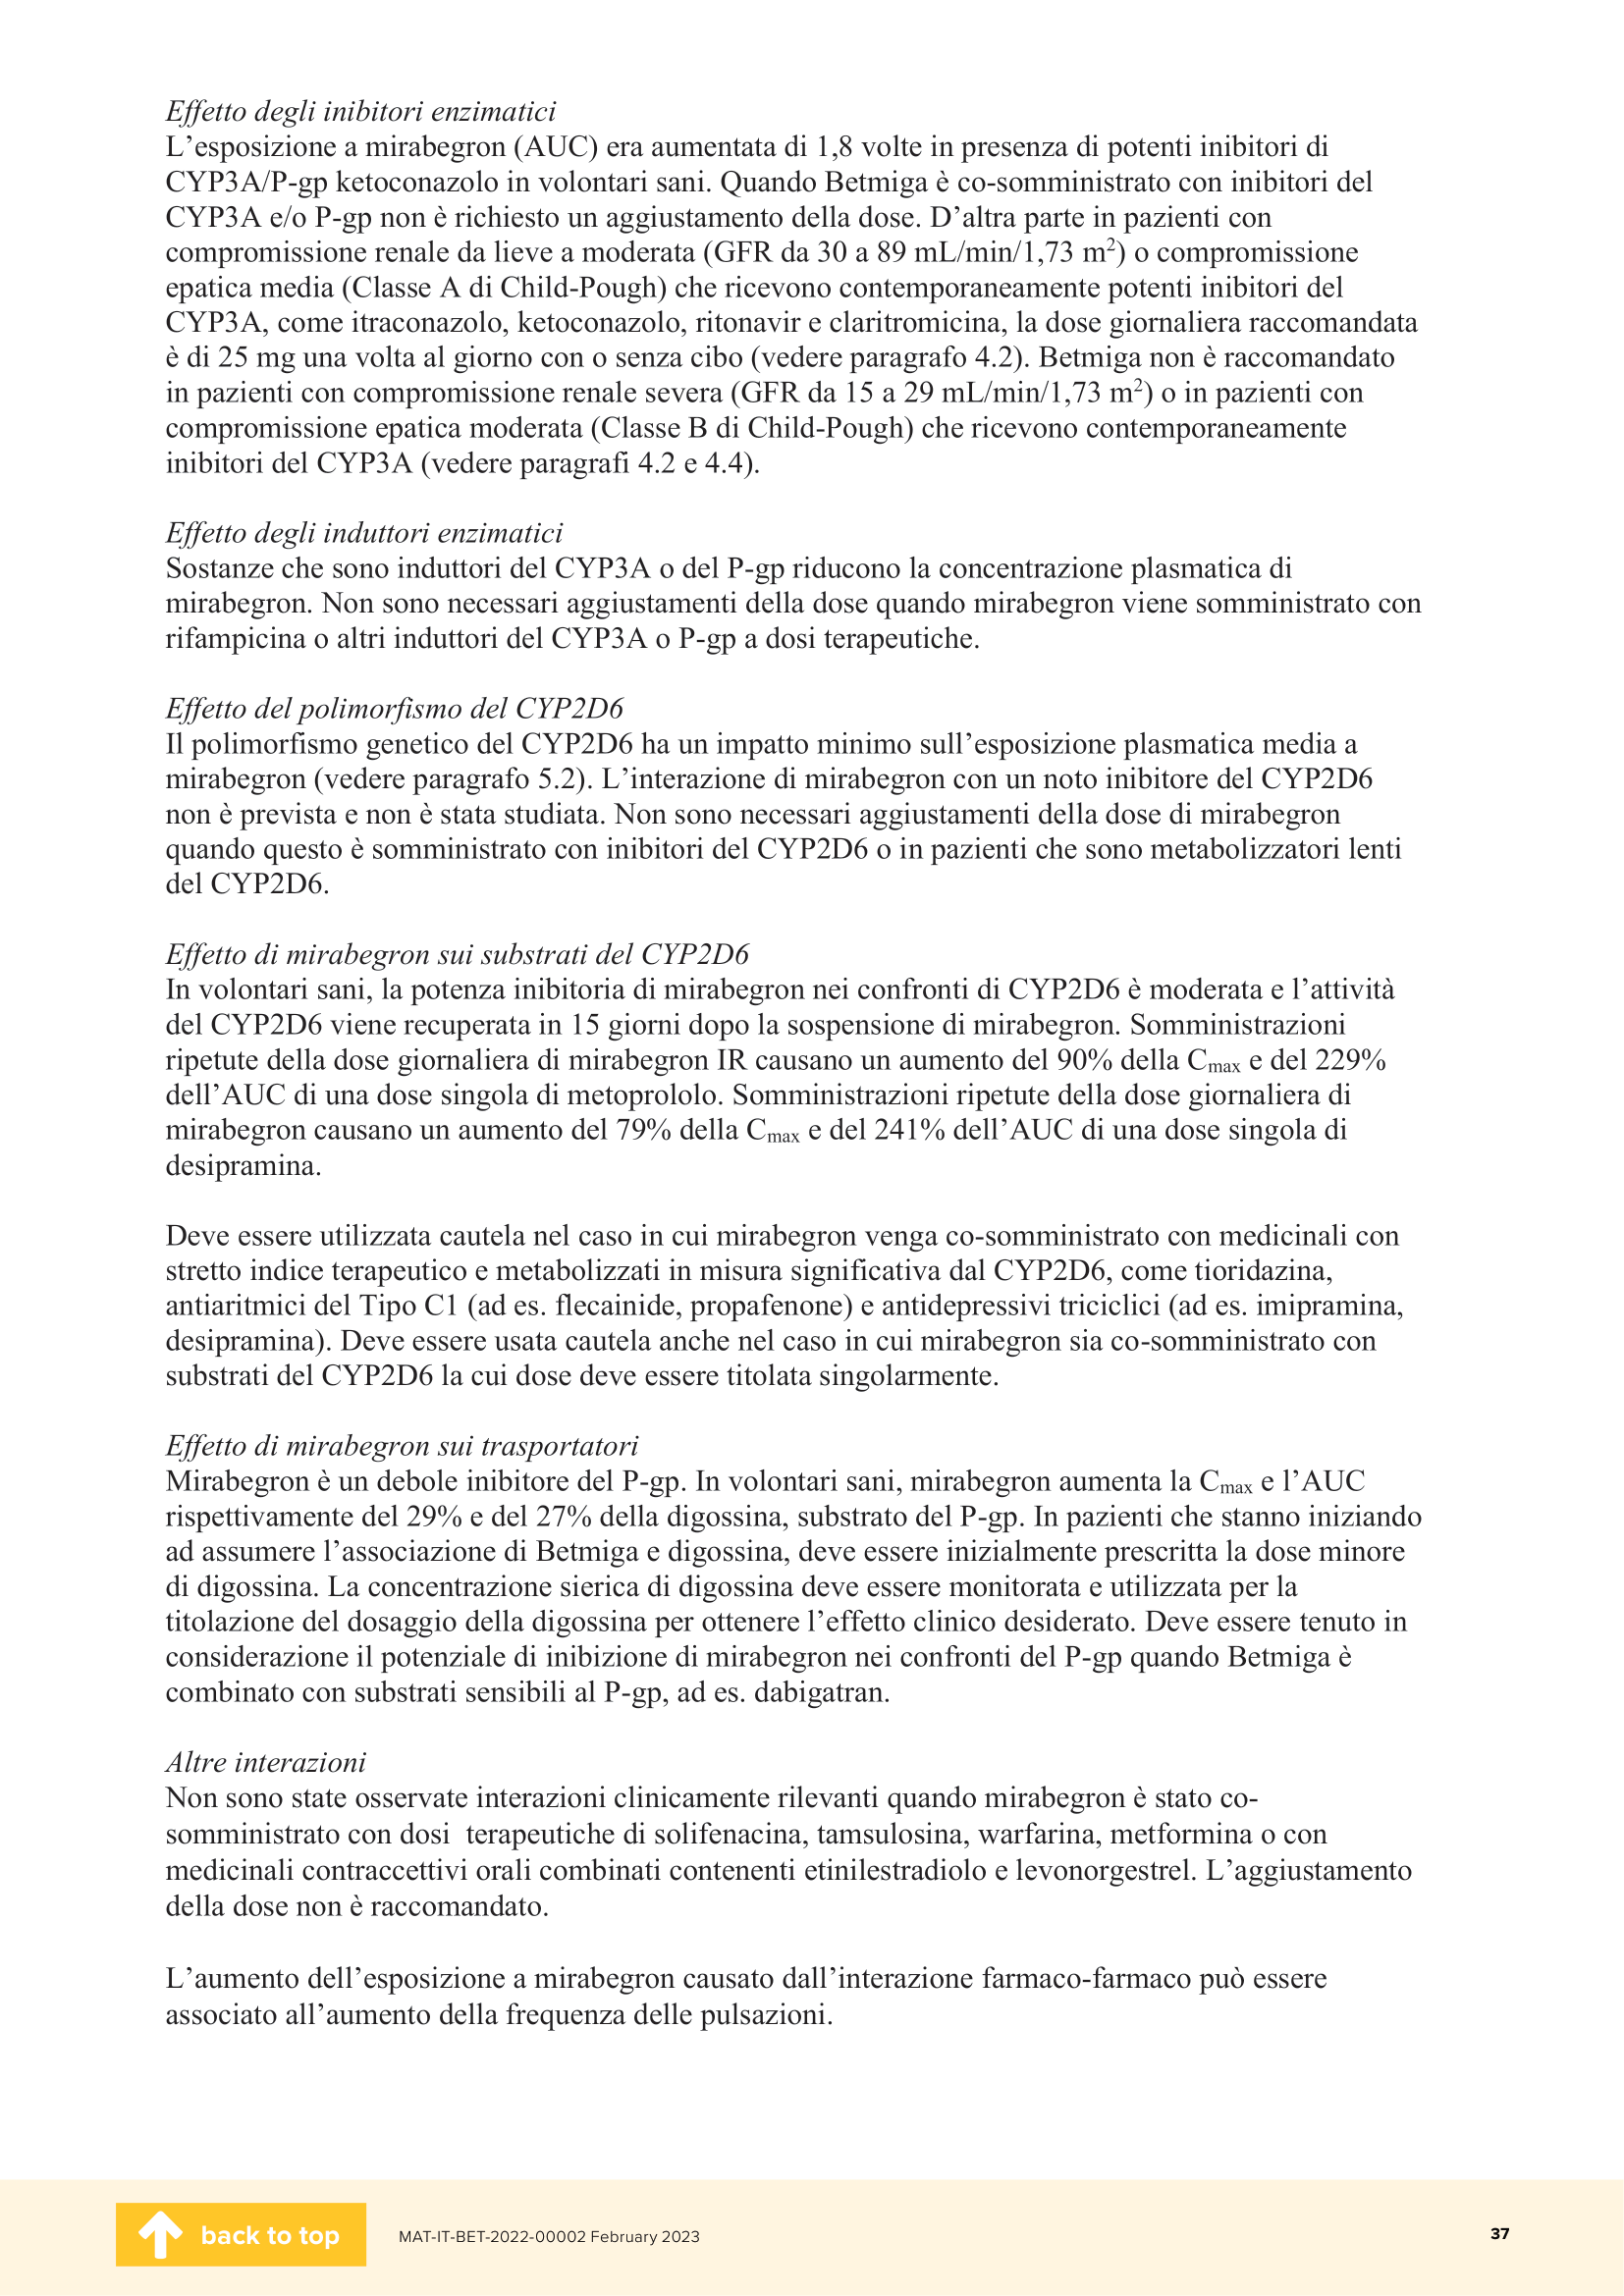 Effetto degli inibitori enzimatici
L’esposizione a mirabegron (AUC) era aumentata di 1,8 volte in presenza di potenti inibitori di
CYP3A/P-gp ketoconazolo in volontari sani. Quando Betmiga è co-somministrato con inibitori del
CYP3A e/o P-gp non è richiesto un aggiustamento della dose. D’altra parte in pazienti con
compromissione renale da lieve a moderata (GFR da 30 a 89 mL/min/1,73 m²) o compromissione
epatica media (Classe A di Child-Pough) che ricevono contemporaneamente potenti inibitori del
CYP3A, come itraconazolo, ketoconazolo, ritonavir e claritromicina, la dose giornaliera raccomandata
è di 25 mg una volta al giorno con o senza cibo (vedere paragrafo 4.2). Betmiga non è raccomandato
in pazienti con compromissione renale severa (GFR da 15 a 29 mL/min/1,73 m²) o in pazienti con
compromissione epatica moderata (Classe B di Child-Pough) che ricevono contemporaneamente
inibitori del CYP3A (vedere paragrafi 4.2 e 4.4).
Effetto degli induttori enzimatici
Sostanze che sono induttori del CYP3A o del P-gp riducono la concentrazione plasmatica di
mirabegron. Non sono necessari aggiustamenti della dose quando mirabegron viene somministrato con
rifampicina o altri induttori del CYP3A o P-gp a dosi terapeutiche.
Effetto del polimorfismo del CYP2D6
Il polimorfismo genetico del CYP2D6 ha un impatto minimo sull’esposizione plasmatica media a
mirabegron (vedere paragrafo 5.2). L’interazione di mirabegron con un noto inibitore del CYP2D6
non è prevista e non è stata studiata. Non sono necessari aggiustamenti della dose di mirabegron
quando questo è somministrato con inibitori del CYP2D6 o in pazienti che sono metabolizzatori lenti
del CYP2D6.
Effetto di mirabegron sui substrati del CYP2D6
In volontari sani, la potenza inibitoria di mirabegron nei confronti di CYP2D6 è moderata e l’attività
del CYP2D6 viene recuperata in 15 giorni dopo la sospensione di mirabegron. Somministrazioni
ripetute della dose giornaliera di mirabegron IR causano un aumento del 90% della Cmax e del 229%
dell’AUC di una dose singola di metoprololo. Somministrazioni ripetute della dose giornaliera di
mirabegron causano un aumento del 79% della Cmax e del 241% dell’AUC di una dose singola di
desipramina.
Deve essere utilizzata cautela nel caso in cui mirabegron venga co-somministrato con medicinali con
stretto indice terapeutico e metabolizzati in misura significativa dal CYP2D6, come tioridazina,
antiaritmici del Tipo C1 (ad es. flecainide, propafenone) e antidepressivi triciclici (ad es. imipramina,
desipramina). Deve essere usata cautela anche nel caso in cui mirabegron sia co-somministrato con
substrati del CYP2D6 la cui dose deve essere titolata singolarmente.
Effetto di mirabegron sui trasportatori
Mirabegron è un debole inibitore del P-gp. In volontari sani, mirabegron aumenta la Cmax e l’AUC
rispettivamente del 29% e del 27% della digossina, substrato del P-gp. In pazienti che stanno iniziando
ad assumere l’associazione di Betmiga e digossina, deve essere inizialmente prescritta la dose minore
di digossina. La concentrazione sierica di digossina deve essere monitorata e utilizzata per la
titolazione del dosaggio della digossina per ottenere l’effetto clinico desiderato. Deve essere tenuto in
considerazione il potenziale di inibizione di mirabegron nei confronti del P-gp quando Betmiga è
combinato con substrati sensibili al P-gp, ad es. dabigatran.
Altre interazioni
Non sono state osservate interazioni clinicamente rilevanti quando mirabegron è stato co-
somministrato con dosi  terapeutiche di solifenacina, tamsulosina, warfarina, metformina o con
medicinali contraccettivi orali combinati contenenti etinilestradiolo e levonorgestrel. L’aggiustamento
della dose non è raccomandato.
L’aumento dell’esposizione a mirabegron causato dall’interazione farmaco-farmaco può essere
associato all’aumento della frequenza delle pulsazioni.
back to top
MAT-IT-BET-2022-00002 February 2023
37